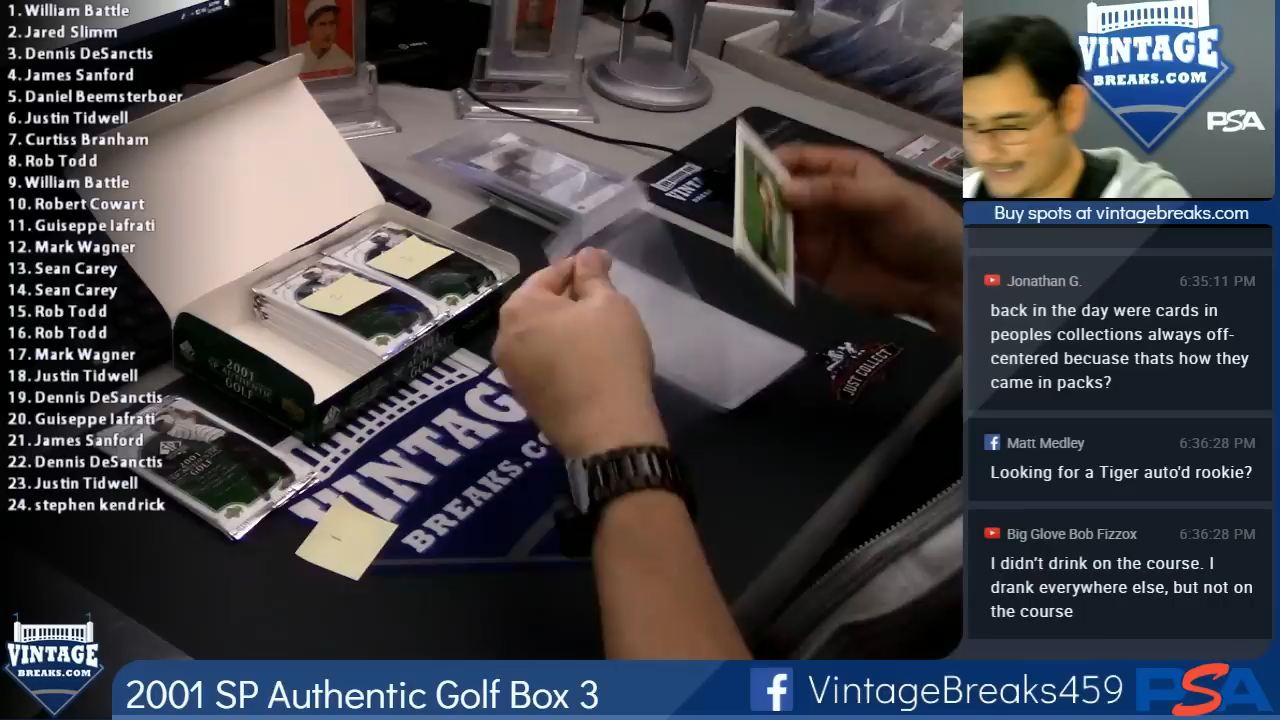 1. William Battle
2. Jared Slimm
3. Dennis DeSanctis
4. James Sanford
5. Daniel Beemsterboer
6. Justin Tidwell
7. Curtiss Branham
8. Rob Todd
9. William Battle
10. Robert Cowart
11. Guiseppe Iafrati
12. Mark Wagner
13. Sean Carey
14. Sean Carey
15. Rob Todd
16. Rob Todd
17. Mark Wagner
18. Justin Tidwell
19. Dennis DeSanctis
20. Guiseppe Iafrati
21. James Sanford
22. Dennis DeSanctis
23. Justin Tidwell
24. stephen kendrick
2001
SP AUTHENTIC
GOLF
2001
GOLF
VINTAGE
BREAKS.CO
VINT
JUST COLLECT
VINTAGE
BREAKS.COM
PSA
Buy spots at vintagebreaks.com
Jonathan G. 6:35:11 PM
back in the day were cards in
peoples collections always off-
centered becuase thats how they
came in packs?
Matt Medley 6:36:28 PM
Looking for a Tiger auto'd rookie?
Big Glove Bob Fizzox 6:36:28 PM
I didn't drink on the course. I
drank everywhere else, but not on
the course
VINTAGE
BREAKS.COM
2001 SP Authentic Golf Box 3
f VintageBreaks459
PSA